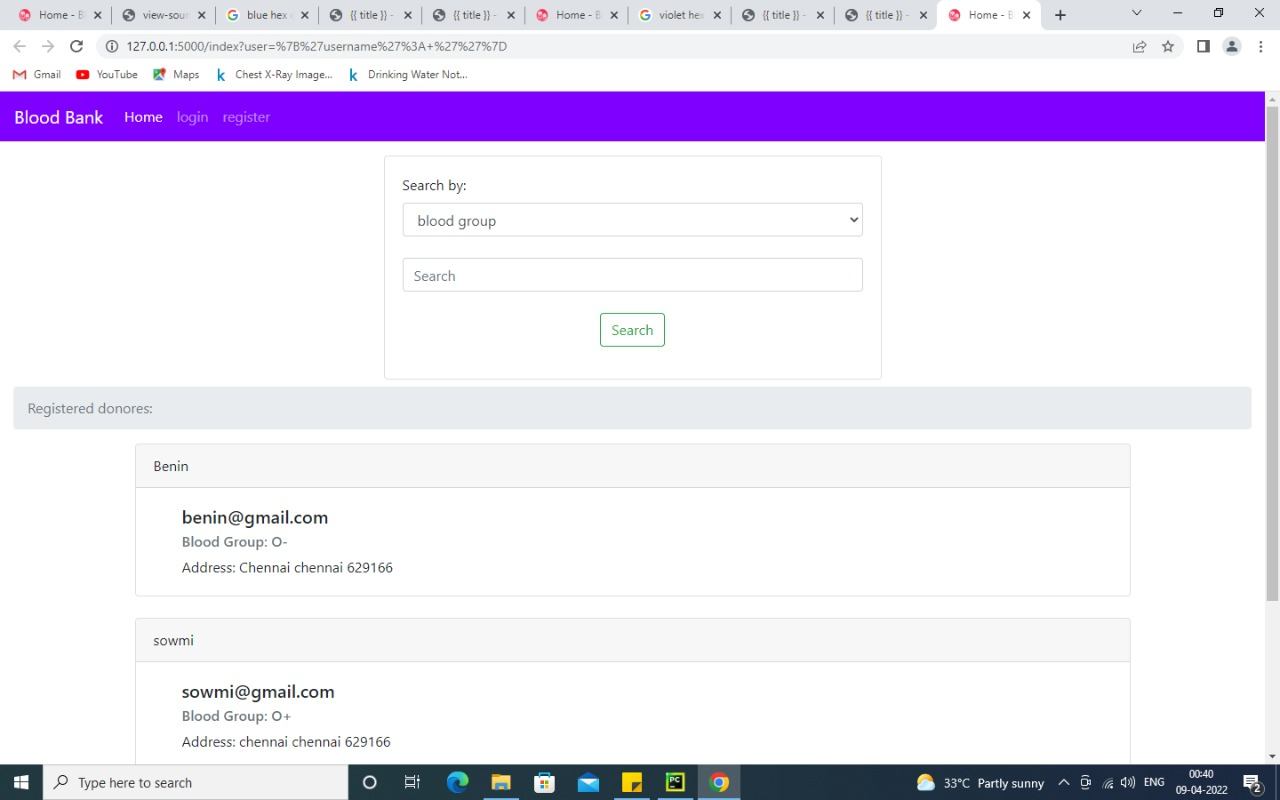 Home - B
view-sour
blue hex
{{ title }} -
{{ title }} -
Home - B
violet hex
{{ title }} -
{{ title }} -
Home - B
127.0.0.1:5000/index?user=%7B%27username%27%3A+%27%27%7D
Gmail YouTube Maps Chest X-Ray Image... Drinking Water Not...
Blood Bank Home login register
Search by:
blood group
Search
Search
Registered donores:
Benin
benin@gmail.com
Blood Group: O-
Address: Chennai chennai 629166
sowmi
sowmi@gmail.com
Blood Group: O+
Address: chennai chennai 629166
Type here to search
33°C Partly sunny
ENG
00:40
09-04-2022
2